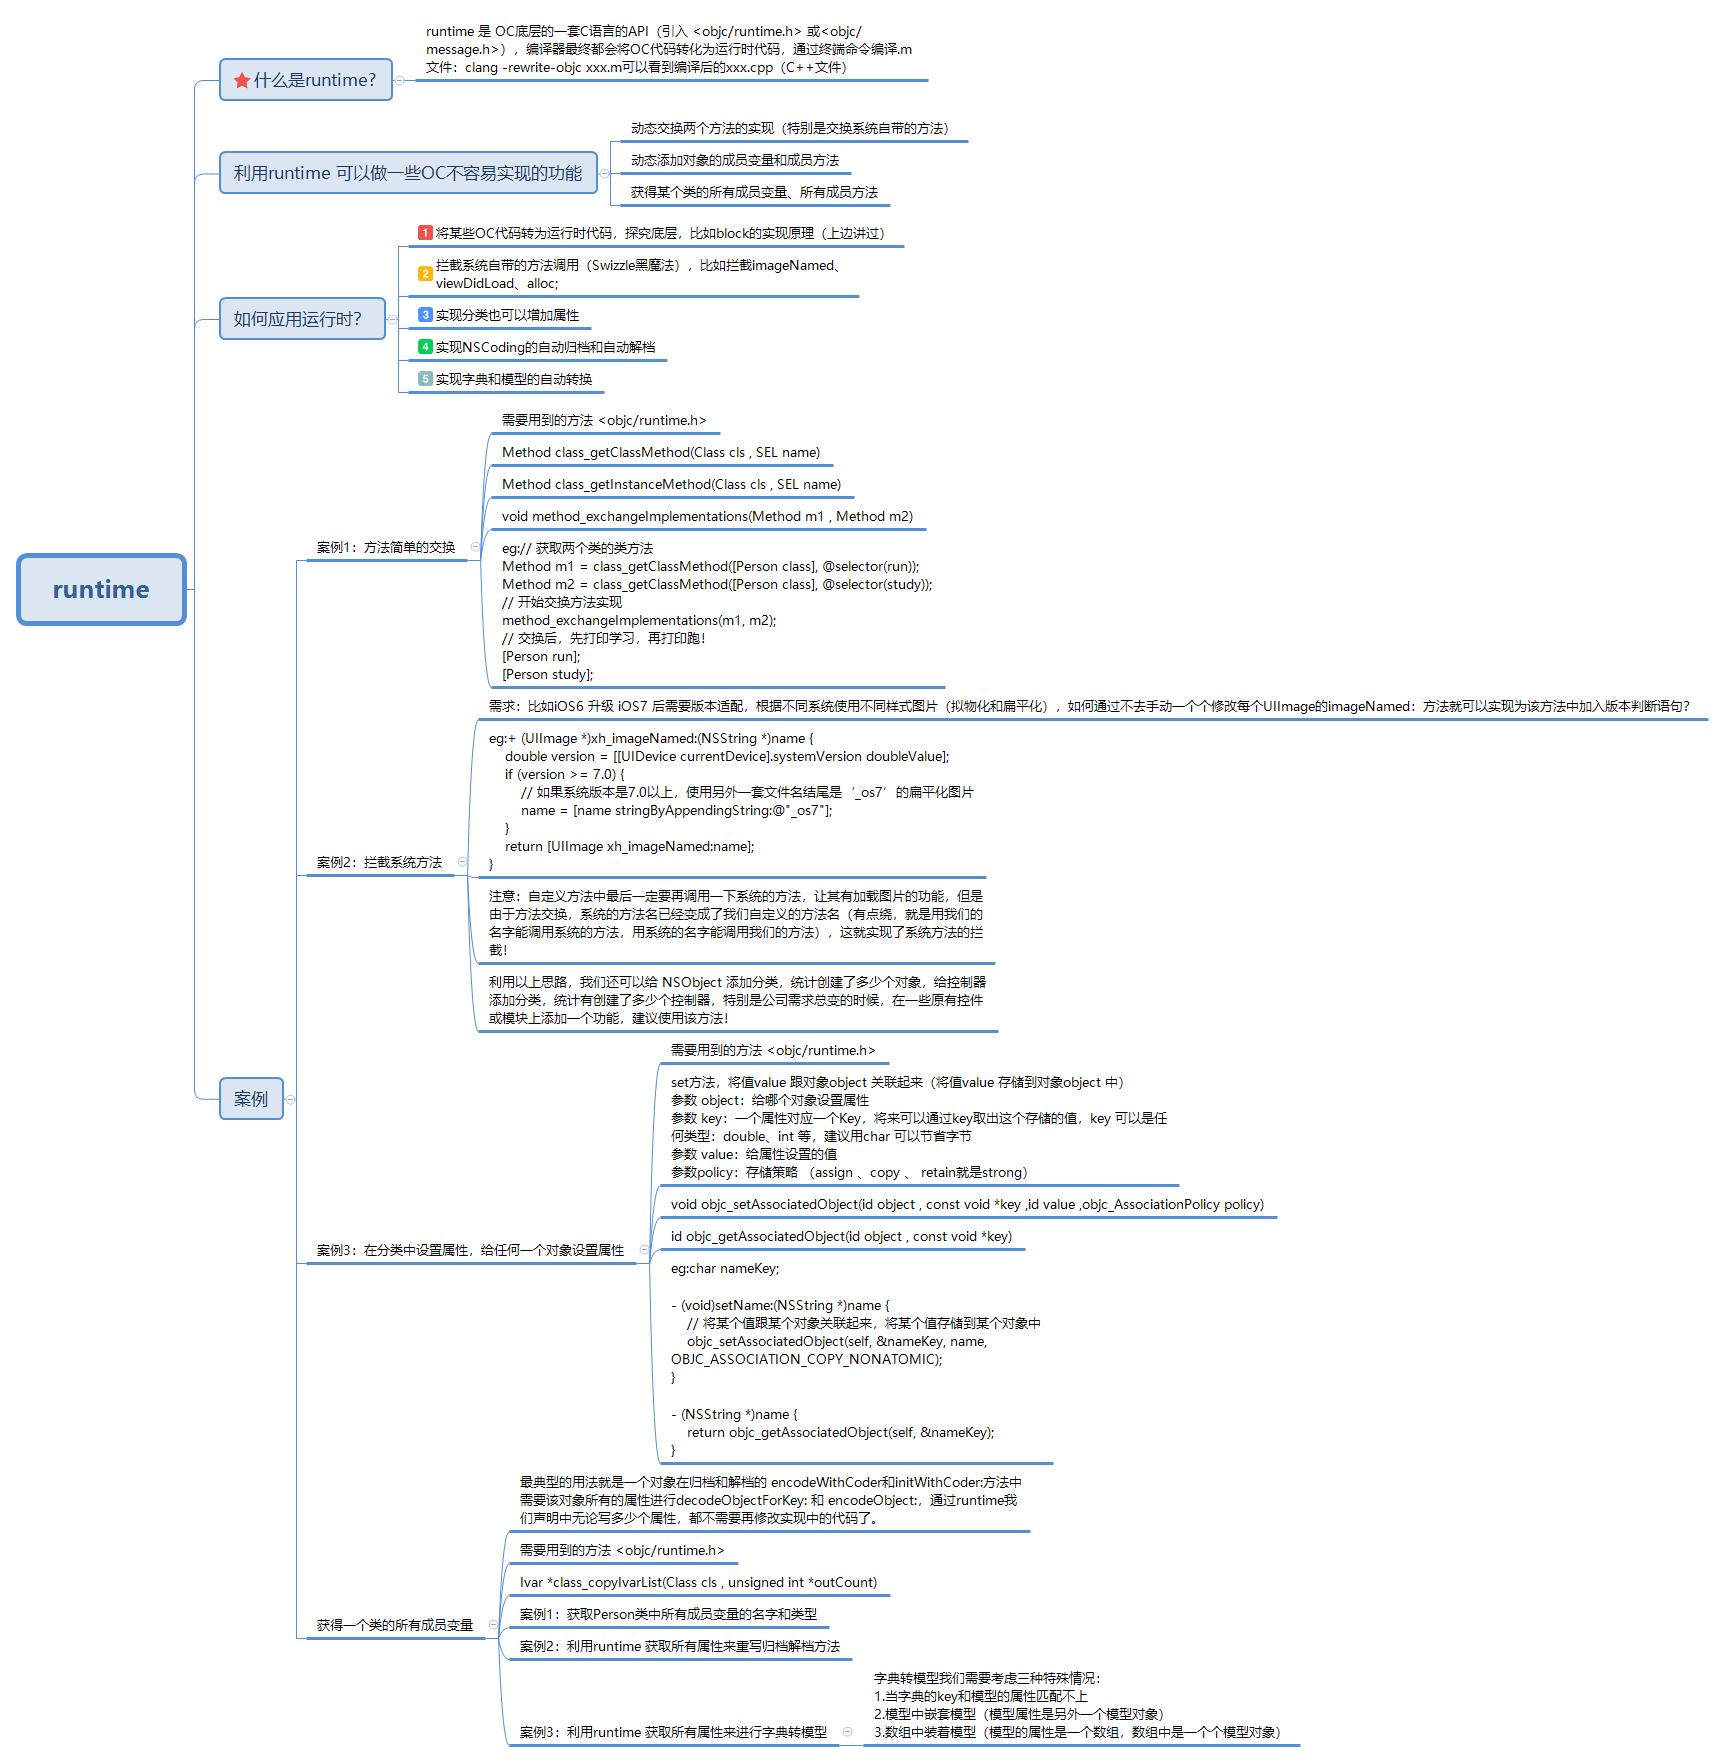 runtime
什么是runtime？
runtime 是 OC底层的一套C语言的API（引入 <objc/runtime.h> 或<objc/
message.h>），编译器最终都会将OC代码转化为运行时代码，通过终端命令编译.m
文件：clang -rewrite-objc xxx.m可以看到编译后的xxx.cpp（C++文件）
利用runtime 可以做一些OC不容易实现的功能
动态交换两个方法的实现（特别是交换系统自带的方法）
动态添加对象的成员变量和成员方法
获得某个类的所有成员变量、所有成员方法
如何应用运行时？
1 将某些OC代码转为运行时代码，探究底层，比如block的实现原理（上边讲过）
2 拦截系统自带的方法调用（Swizzle黑魔法），比如拦截imageNamed、
viewDidLoad、alloc;
3 实现分类也可以增加属性
4 实现NSCoding的自动归档和自动解档
5 实现字典和模型的自动转换
案例
案例1：方法简单的交换
需要用到的方法 <objc/runtime.h>
Method class_getClassMethod(Class cls , SEL name)
Method class_getInstanceMethod(Class cls , SEL name)
void method_exchangeImplementations(Method m1 , Method m2)
eg:// 获取两个类的类方法
Method m1 = class_getClassMethod([Person class], @selector(run));
Method m2 = class_getClassMethod([Person class], @selector(study));
// 开始交换方法实现
method_exchangeImplementations(m1, m2);
// 交换后，先打印学习，再打印跑！
[Person run];
[Person study];
案例2：拦截系统方法
需求：比如iOS6 升级 iOS7 后需要版本适配，根据不同系统使用不同样式图片（拟物化和扁平化），如何通过不去手动一个个修改每个UIImage的imageNamed：方法就可以实现为该方法中加入版本判断语句？
eg:+ (UIImage *)xh_imageNamed:(NSString *)name {
double version = [[UIDevice currentDevice].systemVersion doubleValue];
if (version >= 7.0) {
// 如果系统版本是7.0以上，使用另外一套文件名结尾是‘_os7’的扁平化图片
name = [name stringByAppendingString:@"_os7"];
}
return [UIImage xh_imageNamed:name];
}
注意：自定义方法中最后一定要再调用一下系统的方法，让其有加载图片的功能，但是
由于方法交换，系统的方法名已经变成了我们自定义的方法名（有点绕，就是用我们的
名字能调用系统的方法，用系统的名字能调用我们的方法），这就实现了系统方法的拦
截！
利用以上思路，我们还可以给 NSObject 添加分类，统计创建了多少个对象，给控制器
添加分类，统计有创建了多少个控制器，特别是公司需求总变的时候，在一些原有控件
或模块上添加一个功能，建议使用该方法！
案例3：在分类中设置属性，给任何一个对象设置属性
需要用到的方法 <objc/runtime.h>
set方法，将值value 跟对象object 关联起来（将值value 存储到对象object 中）
参数 object：给哪个对象设置属性
参数 key：一个属性对应一个Key，将来可以通过key取出这个存储的值，key 可以是任
何类型：double、int 等，建议用char 可以节省字节
参数 value：给属性设置的值
参数policy：存储策略 （assign 、copy 、 retain就是strong）
void objc_setAssociatedObject(id object , const void *key ,id value ,objc_AssociationPolicy policy)
id objc_getAssociatedObject(id object , const void *key)
eg:char nameKey;
- (void)setName:(NSString *)name {
// 将某个值跟某个对象关联起来，将某个值存储到某个对象中
objc_setAssociatedObject(self, &nameKey, name,
OBJC_ASSOCIATION_COPY_NONATOMIC);
}
- (NSString *)name {
return objc_getAssociatedObject(self, &nameKey);
}
获得一个类的所有成员变量
最典型的用法就是一个对象在归档和解档的 encodeWithCoder和initWithCoder:方法中
需要该对象所有的属性进行decodeObjectForKey: 和 encodeObject:，通过runtime我
们声明中无论写多少个属性，都不需要再修改实现中的代码了。
需要用到的方法 <objc/runtime.h>
Ivar *class_copyIvarList(Class cls , unsigned int *outCount)
案例1：获取Person类中所有成员变量的名字和类型
案例2：利用runtime 获取所有属性来重写归档解档方法
案例3：利用runtime 获取所有属性来进行字典转模型
字典转模型我们需要考虑三种特殊情况：
1.当字典的key和模型的属性匹配不上
2.模型中嵌套模型（模型属性是另外一个模型对象）
3.数组中装着模型（模型的属性是一个数组，数组中是一个个模型对象）